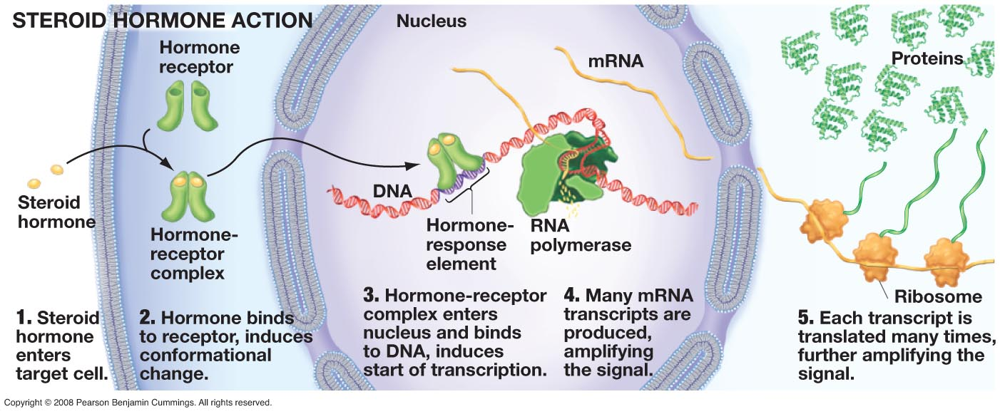 STEROID HORMONE ACTION
Nucleus
Hormone
receptor
mRNA
Proteins
Steroid
hormone
DNA
Hormone-
receptor
complex
Hormone-
response
element
RNA
polymerase
Ribosome
1. Steroid
hormone
enters
target cell.
2. Hormone binds
to receptor, induces
conformational
change.
3. Hormone-receptor
complex enters
nucleus and binds
to DNA, induces
start of transcription.
4. Many mRNA
transcripts are
produced,
amplifying
the signal.
5. Each transcript is
translated many times,
further amplifying the
signal.
Copyright © 2008 Pearson Benjamin Cummings. All rights reserved.